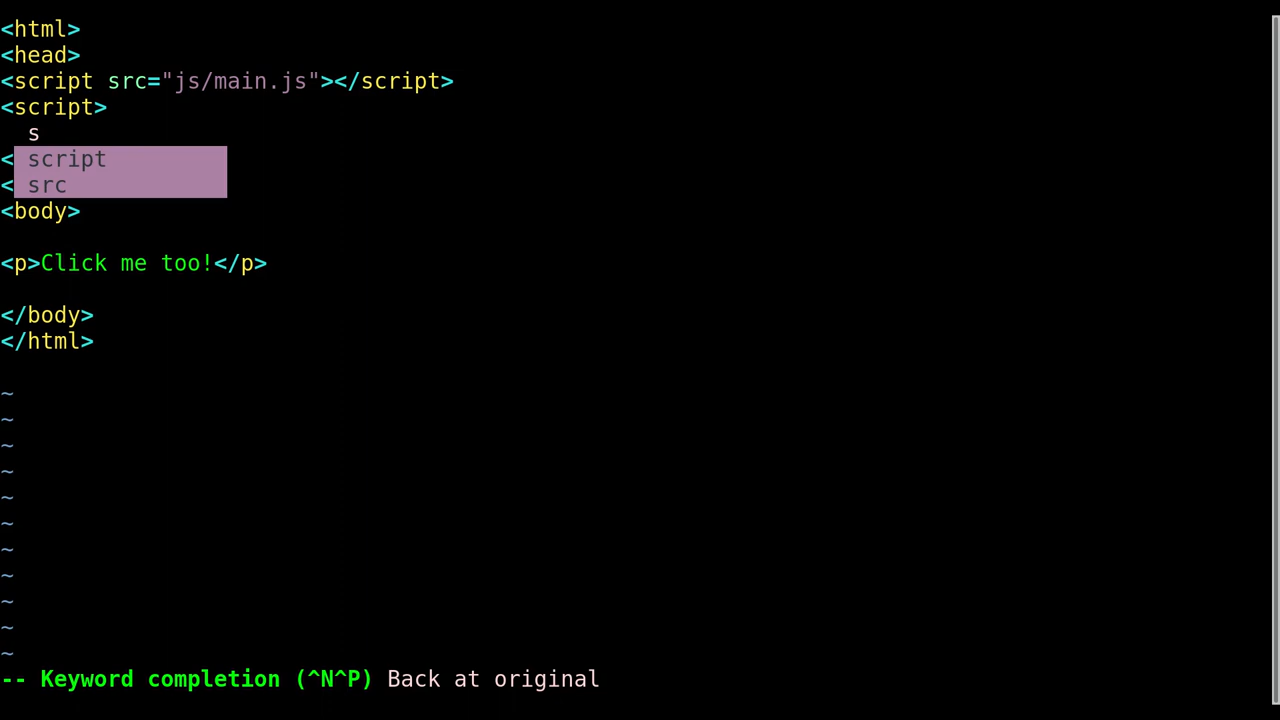 <html>
<head>
<script src="js/main.js"></script>
<script>
  s
< script
< src
<body>
<p>Click me too!</p>
</body>
</html>
~
~
~
~
~
~
~
~
~
~
~
-- Keyword completion (^N^P) Back at original